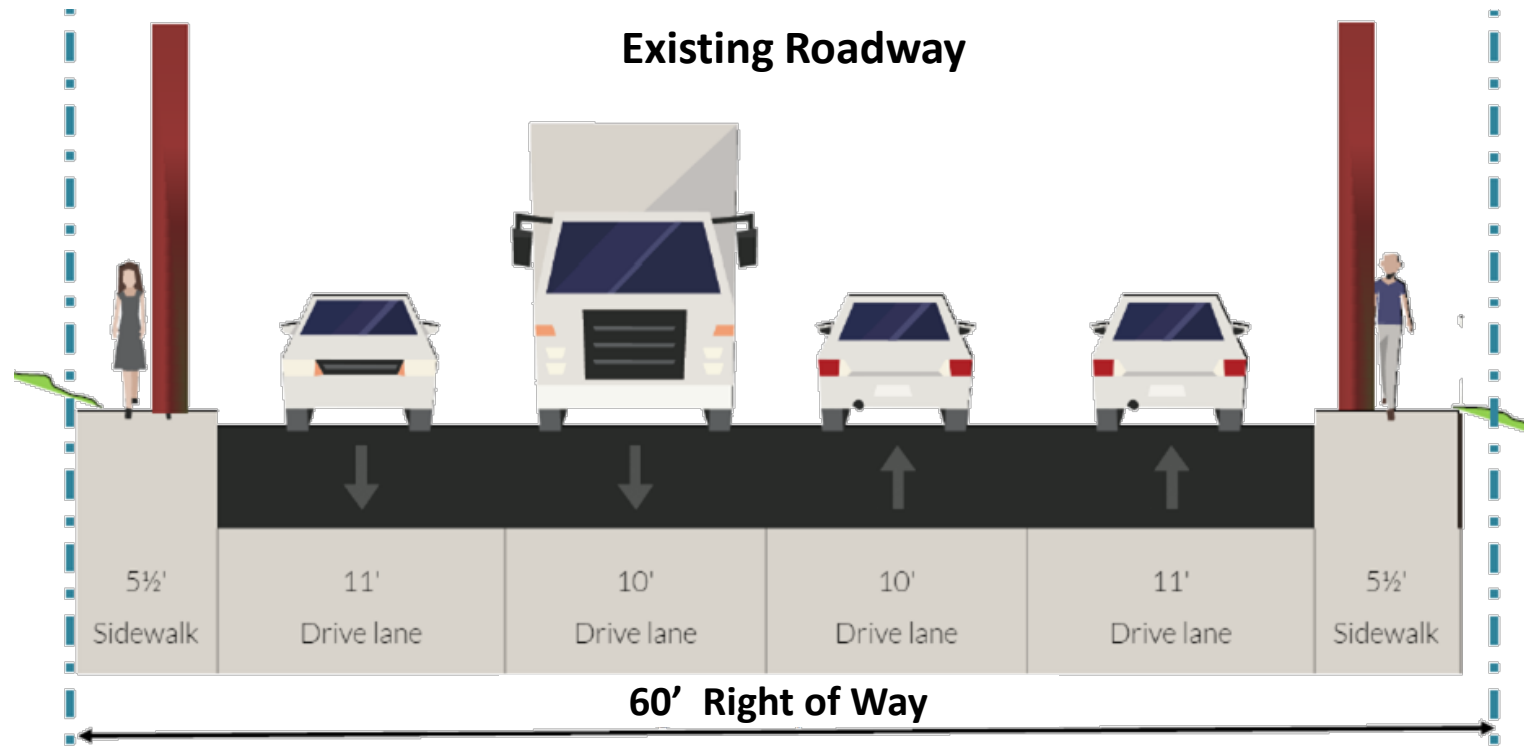 Existing Roadway
5½' 11' 10' 10' 11' 5½'
Sidewalk Drive lane Drive lane Drive lane Drive lane Sidewalk
60’ Right of Way